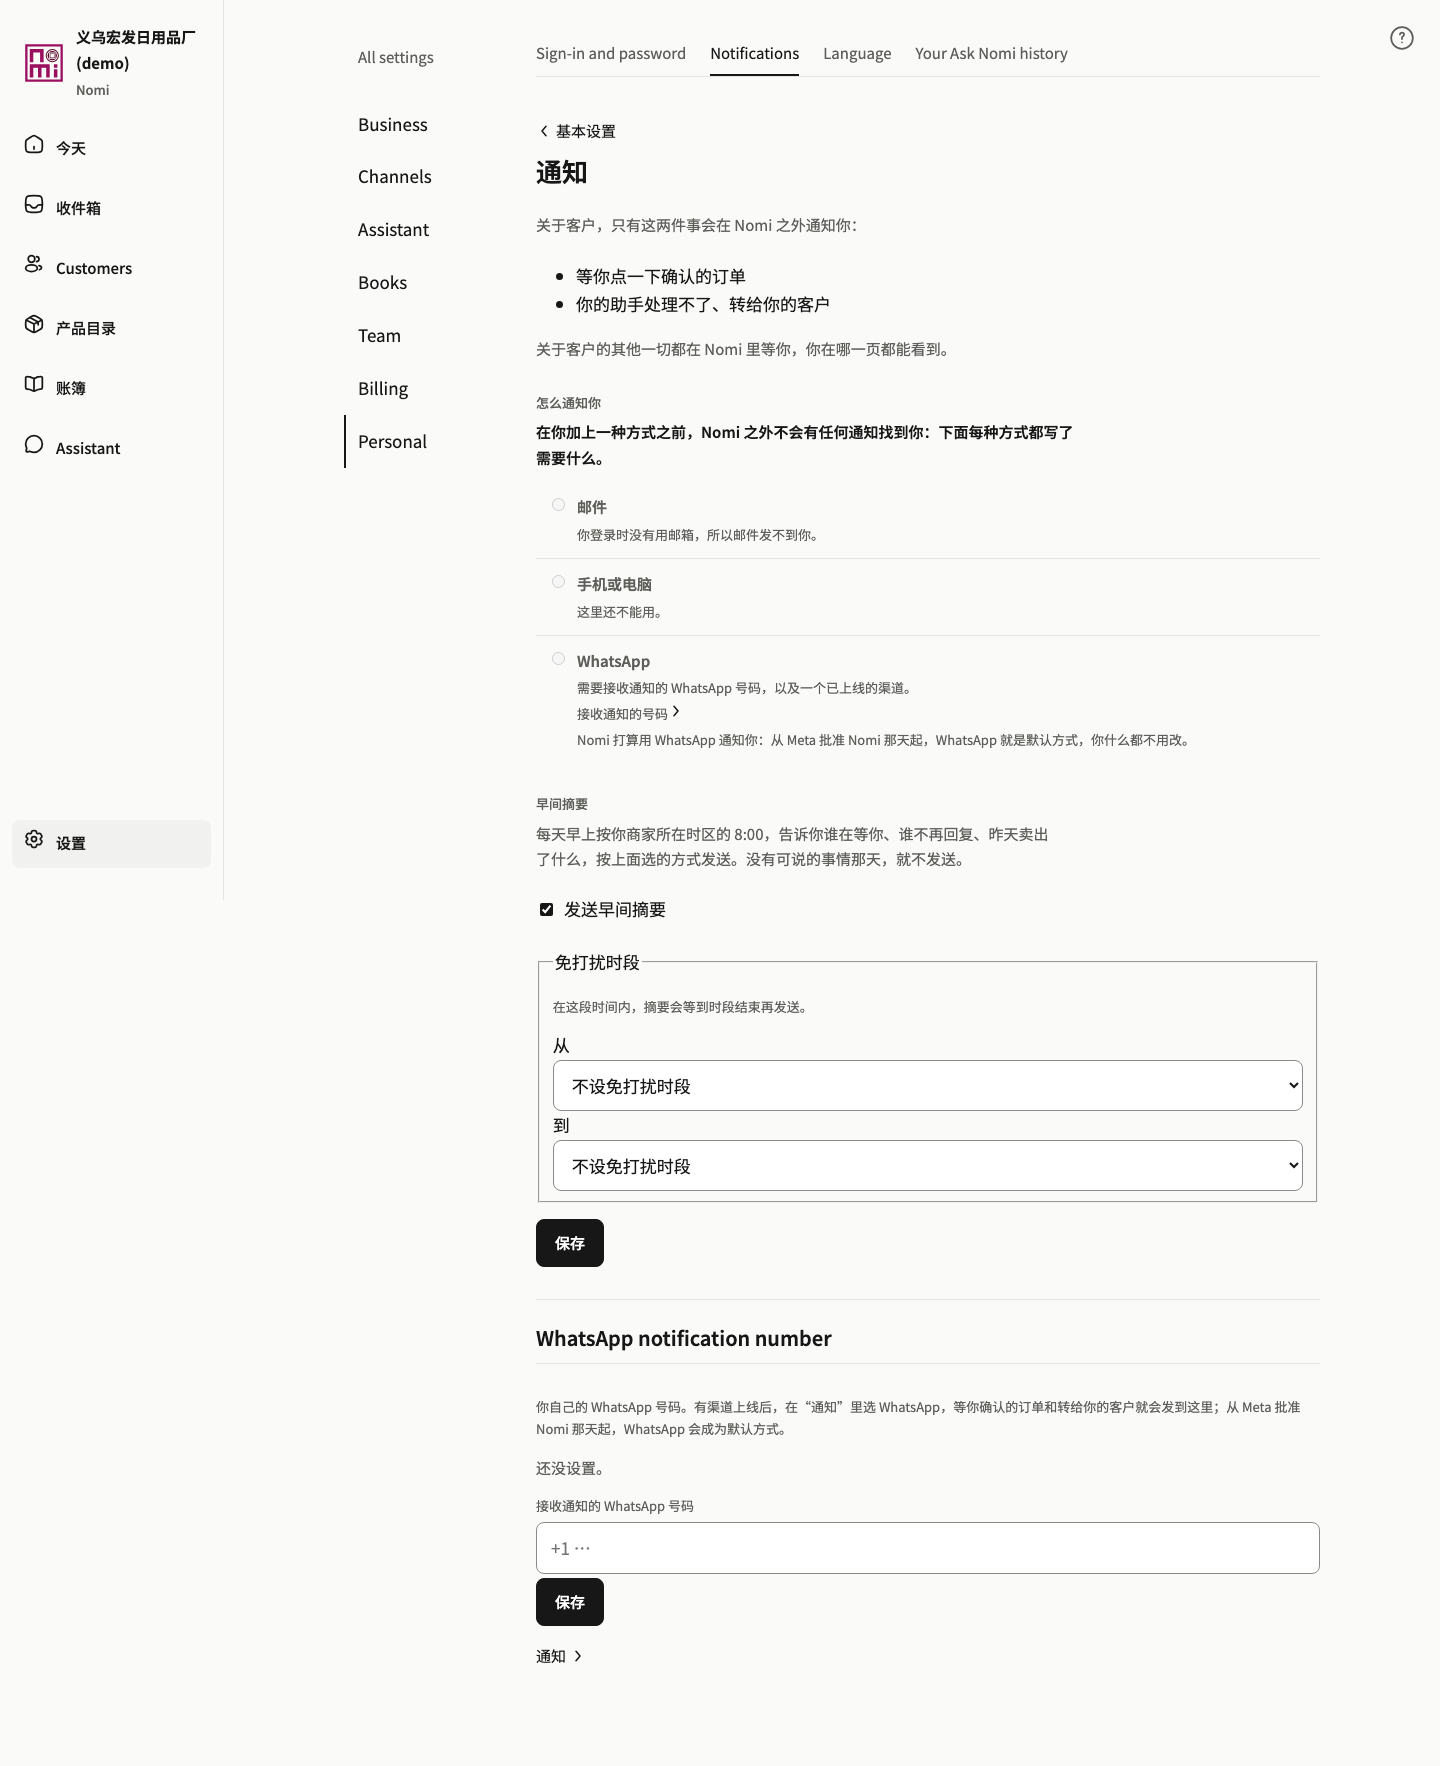 义乌宏发日用品厂
(demo)
Nomi
今天
收件箱
Customers
产品目录
账簿
Assistant
设置
All settings
Business
Channels
Assistant
Books
Team
Billing
Personal
Sign-in and password
Notifications
Language
Your Ask Nomi history
基本设置
通知
关于客户，只有这两件事会在 Nomi 之外通知你：
等你点一下确认的订单
你的助手处理不了、转给你的客户
关于客户的其他一切都在 Nomi 里等你，你在哪一页都能看到。
怎么通知你
在你加上一种方式之前，Nomi 之外不会有任何通知找到你：下面每种方式都写了
需要什么。
邮件
你登录时没有用邮箱，所以邮件发不到你。
手机或电脑
这里还不能用。
WhatsApp
需要接收通知的 WhatsApp 号码，以及一个已上线的渠道。
接收通知的号码
Nomi 打算用 WhatsApp 通知你：从 Meta 批准 Nomi 那天起，WhatsApp 就是默认方式，你什么都不用改。
早间摘要
每天早上按你商家所在时区的 8:00，告诉你谁在等你、谁不再回复、昨天卖出
了什么，按上面选的方式发送。没有可说的事情那天，就不发送。
发送早间摘要
免打扰时段
在这段时间内，摘要会等到时段结束再发送。
从
不设免打扰时段
到
不设免打扰时段
保存
WhatsApp notification number
你自己的 WhatsApp 号码。有渠道上线后，在“通知”里选 WhatsApp，等你确认的订单和转给你的客户就会发到这里；从 Meta 批准
Nomi 那天起，WhatsApp 会成为默认方式。
还没设置。
接收通知的 WhatsApp 号码
+1 …
保存
通知